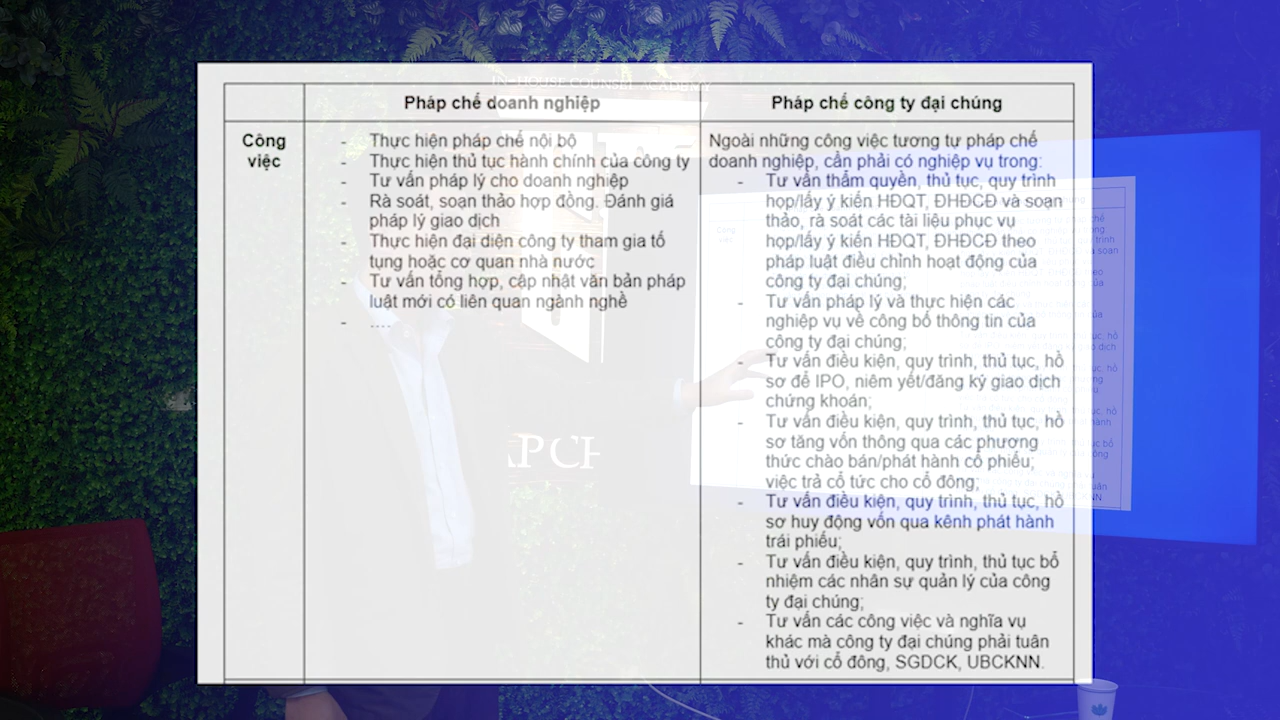 IN-HOUSE COUNSEL ACADEMY
Pháp chế doanh nghiệp
Pháp chế công ty đại chúng
Công
việc
- Thực hiện pháp chế nội bộ
- Thực hiện thủ tục hành chính của công ty
- Tư vấn pháp lý cho doanh nghiệp
- Rà soát, soạn thảo hợp đồng. Đánh giá
pháp lý giao dịch
- Thực hiện đại diện công ty tham gia tố
tụng hoặc cơ quan nhà nước
- Tư vấn tổng hợp, cập nhật văn bản pháp
luật mới có liên quan ngành nghề
- ....
Ngoài những công việc tương tự pháp chế
doanh nghiệp, cần phải có nghiệp vụ trong:
- Tư vấn thẩm quyền, thủ tục, quy trình
họp/lấy ý kiến HĐQT, ĐHĐCĐ và soạn
thảo, rà soát các tài liệu phục vụ
họp/lấy ý kiến HĐQT, ĐHĐCĐ theo
pháp luật điều chỉnh hoạt động của
công ty đại chúng;
- Tư vấn pháp lý và thực hiện các
nghiệp vụ về công bố thông tin của
công ty đại chúng;
- Tư vấn điều kiện, quy trình, thủ tục, hồ
sơ để IPO, niêm yết/đăng ký giao dịch
chứng khoán;
- Tư vấn điều kiện, quy trình, thủ tục, hồ
sơ tăng vốn thông qua các phương
thức chào bán/phát hành cổ phiếu;
việc trả cổ tức cho cổ đông;
- Tư vấn điều kiện, quy trình, thủ tục, hồ
sơ huy động vốn qua kênh phát hành
trái phiếu;
- Tư vấn điều kiện, quy trình, thủ tục bổ
nhiệm các nhân sự quản lý của công
ty đại chúng;
- Tư vấn các công việc và nghĩa vụ
khác mà công ty đại chúng phải tuân
thủ với cổ đông, SGDCK, UBCKNN.